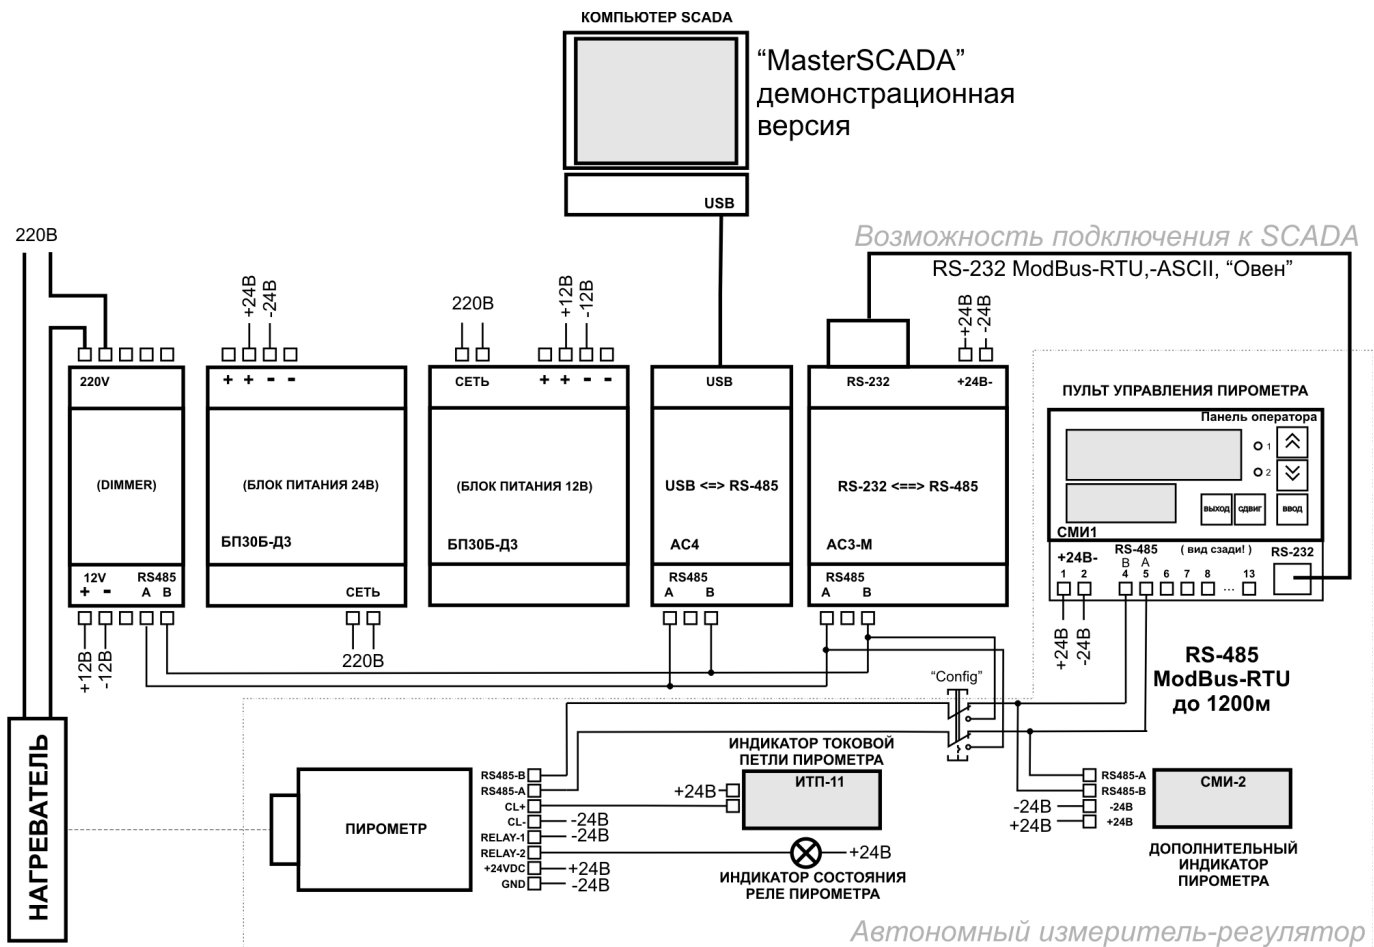 КОМПЬЮТЕР SCADA
“MasterSCADA”
демонстрационная
версия
USB
220В
Возможность подключения к SCADA
RS-232 ModBus-RTU,-ASCII, “Овен”
+24В
-24В
220В
+12В
-12В
+24В
-24В
220V
+ + - -
СЕТЬ
+ + - -
USB
RS-232
+24В-
ПУЛЬТ УПРАВЛЕНИЯ ПИРОМЕТРА
Панель оператора
1
2
ВЫХОД
СДВИГ
ВВОД
СМИ1
(DIMMER)
(БЛОК ПИТАНИЯ 24В)
(БЛОК ПИТАНИЯ 12В)
USB <=> RS-485
RS-232 <==> RS-485
БП30Б-Д3
БП30Б-Д3
АС4
АС3-М
12V
RS485
+ -
A B
СЕТЬ
RS485
A B
RS485
A B
+24В-
RS-485
( вид сзади! )
RS-232
B A
1 2 4 5 6 7 8 ... 13
+12В
-12В
220В
+24В
-24В
RS-485
ModBus-RTU
до 1200м
“Config”
НАГРЕВАТЕЛЬ
ПИРОМЕТР
RS485-B
RS485-A
CL+
CL-
-24В
RELAY-1
-24В
RELAY-2
+24VDC
+24В
GND
-24В
ИНДИКАТОР ТОКОВОЙ
ПЕТЛИ ПИРОМЕТРА
+24В
ИТП-11
+24В
ИНДИКАТОР СОСТОЯНИЯ
РЕЛЕ ПИРОМЕТРА
RS485-A
RS485-B
-24В
-24В
+24В
+24В
СМИ-2
ДОПОЛНИТЕЛЬНЫЙ
ИНДИКАТОР
ПИРОМЕТРА
Автономный измеритель-регулятор